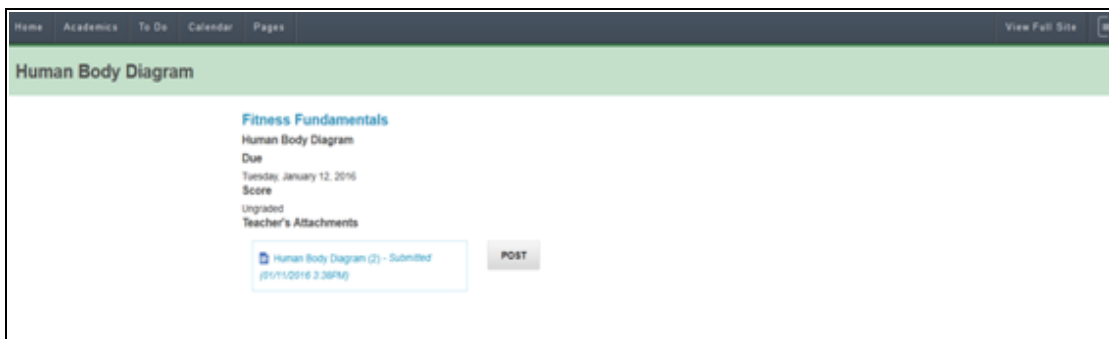 Home Academics To Do Calendar Pages View Full Site
Human Body Diagram
Fitness Fundamentals
Human Body Diagram
Due
Tuesday, January 12, 2016
Score
Ungraded
Teacher's Attachments
Human Body Diagram (2) - Submitted
(01/11/2016 3:38PM)
POST